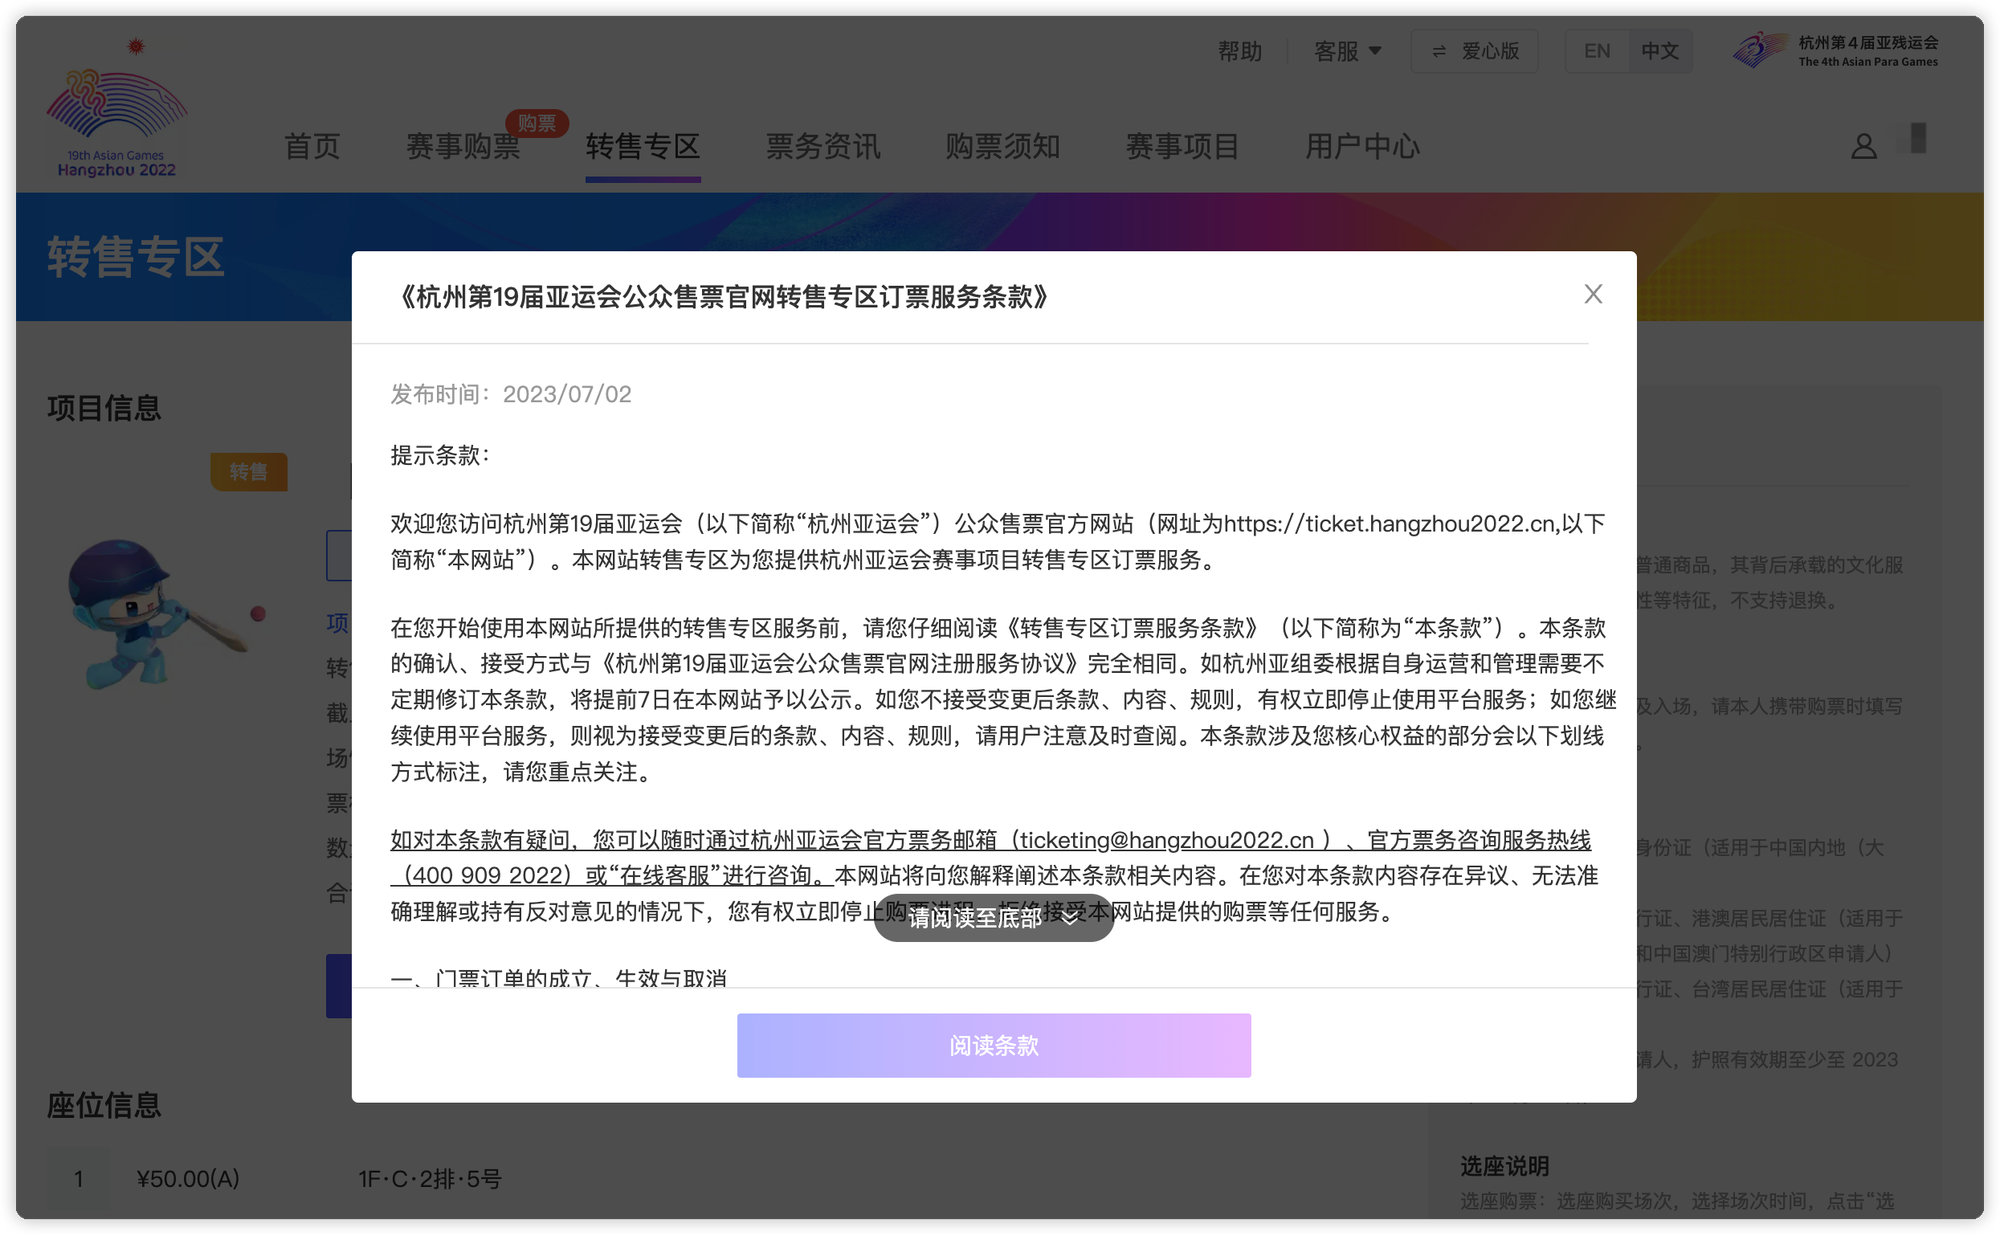 帮助
客服
爱心版
EN 中文
杭州第4届亚残运会
The 4th Asian Para Games
19th Asian Games
Hangzhou 2022
首页
赛事购票
购票
转售专区
票务资讯
购票须知
赛事项目
用户中心
转售专区
项目信息
转售
《杭州第19届亚运会公众售票官网转售专区订票服务条款》
发布时间：2023/07/02
提示条款：
欢迎您访问杭州第19届亚运会（以下简称“杭州亚运会”）公众售票官方网站（网址为https://ticket.hangzhou2022.cn,以下
简称“本网站”）。本网站转售专区为您提供杭州亚运会赛事项目转售专区订票服务。
在您开始使用本网站所提供的转售专区服务前，请您仔细阅读《转售专区订票服务条款》（以下简称为“本条款”）。本条款
的确认、接受方式与《杭州第19届亚运会公众售票官网注册服务协议》完全相同。如杭州亚组委根据自身运营和管理需要不
定期修订本条款，将提前7日在本网站予以公示。如您不接受变更后条款、内容、规则，有权立即停止使用平台服务；如您继
续使用平台服务，则视为接受变更后的条款、内容、规则，请用户注意及时查阅。本条款涉及您核心权益的部分会以下划线
方式标注，请您重点关注。
如对本条款有疑问，您可以随时通过杭州亚运会官方票务邮箱（ticketing@hangzhou2022.cn ）、官方票务咨询服务热线
（400 909 2022）或“在线客服”进行咨询。本网站将向您解释阐述本条款相关内容。在您对本条款内容存在异议、无法准
确理解或持有反对意见的情况下，您有权立即停止购票进程，拒绝接受本网站提供的购票等任何服务。
请阅读至底部
一、门票订单的成立、生效与取消
阅读条款
项
转
截
场
票
数
合
普通商品，其背后承载的文化服
性等特征，不支持退换。
及入场，请本人携带购票时填写
。
身份证（适用于中国内地（大
行证、港澳居民居住证（适用于
和中国澳门特别行政区申请人）
行证、台湾居民居住证（适用于
请人，护照有效期至少至 2023
座位信息
1 ¥50.00(A) 1F·C·2排·5号
选座说明
选座购票：选座购买场次，选择场次时间，点击“选